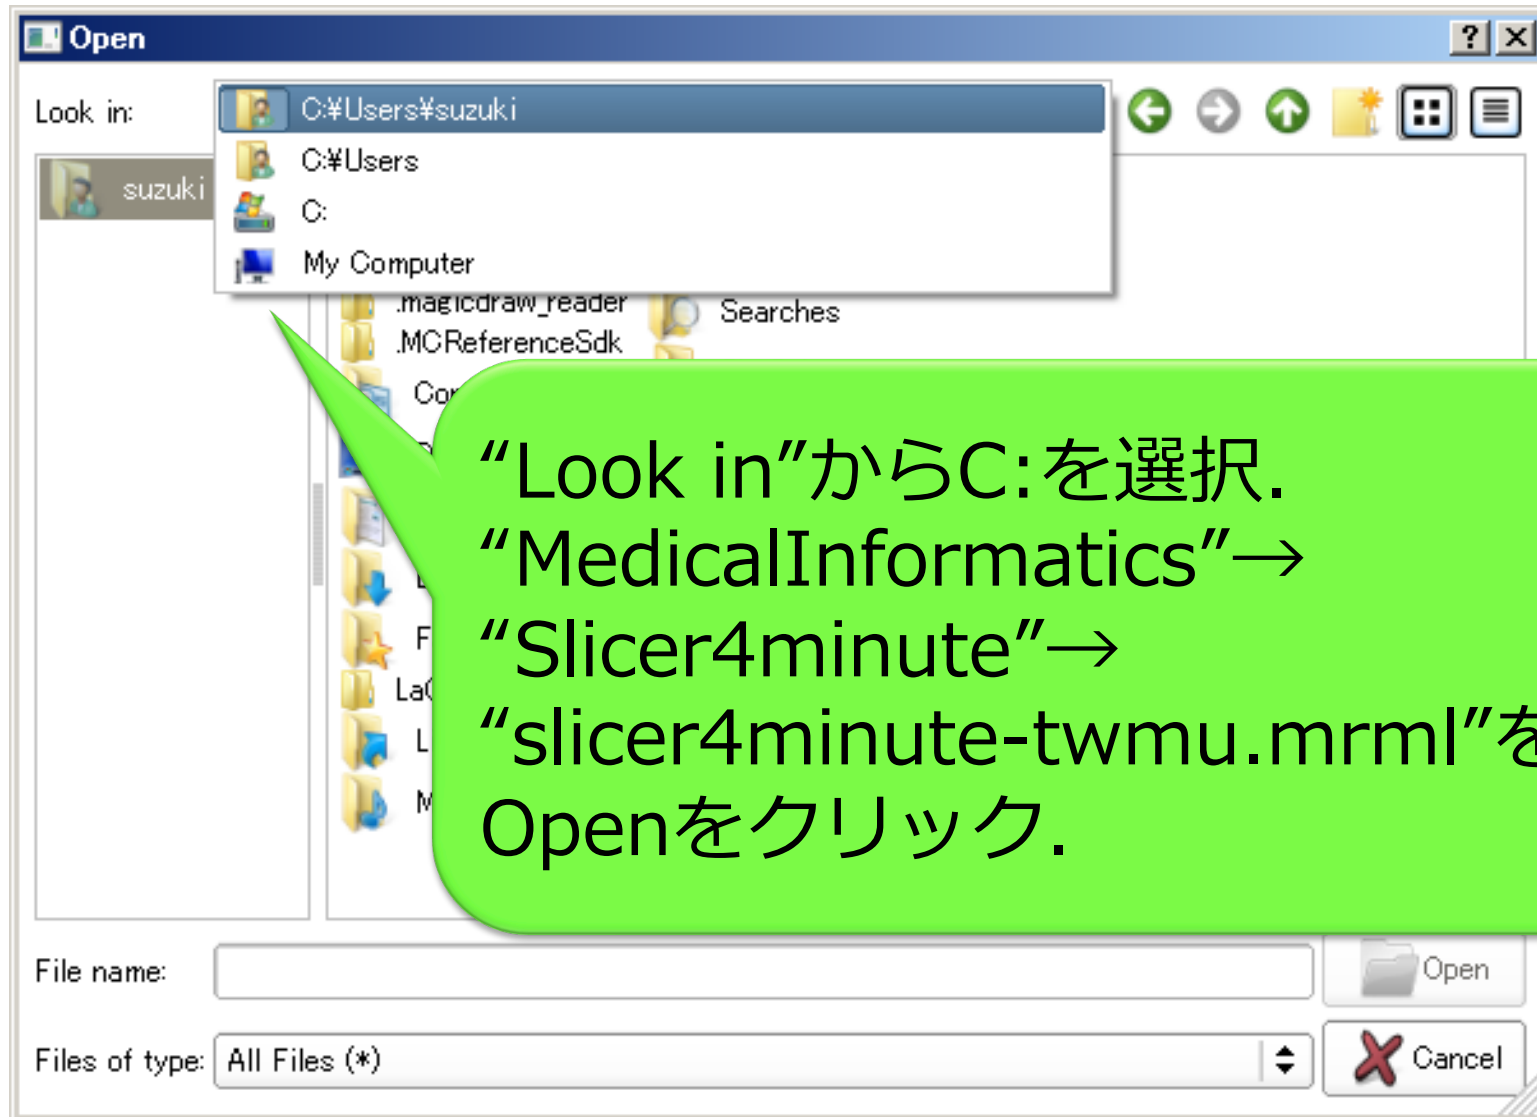 Open
Look in:
C:¥Users¥suzuki
C:¥Users
C:
My Computer
suzuki
.magicdraw_reader
Searches
.MCReferenceSdk
“Look in”からC:を選択.
“MedicalInformatics”→
“Slicer4minute”→
“slicer4minute-twmu.mrml”を
Openをクリック.
File name:
Open
Files of type:
All Files (*)
Cancel